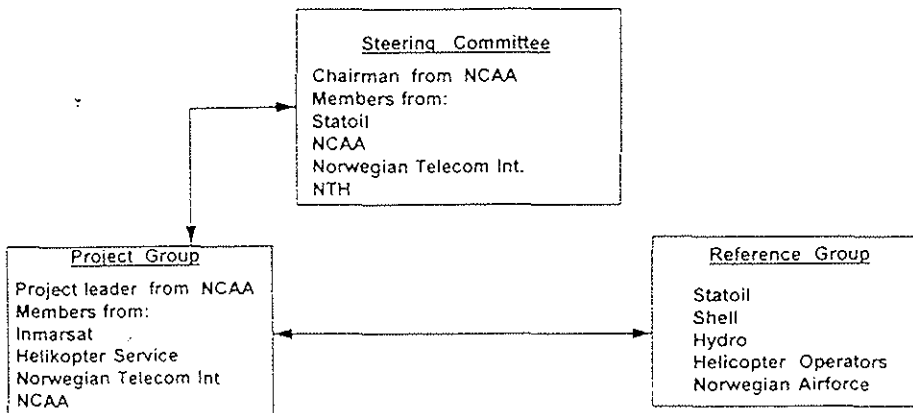 Steering Committee
Chairman from NCAA
Members from:
Statoil
NCAA
Norwegian Telecom Int.
NTH
Project Group
Project leader from NCAA
Members from:
Inmarsat
Helikopter Service
Norwegian Telecom Int
NCAA
Reference Group
Statoil
Shell
Hydro
Helicopter Operators
Norwegian Airforce